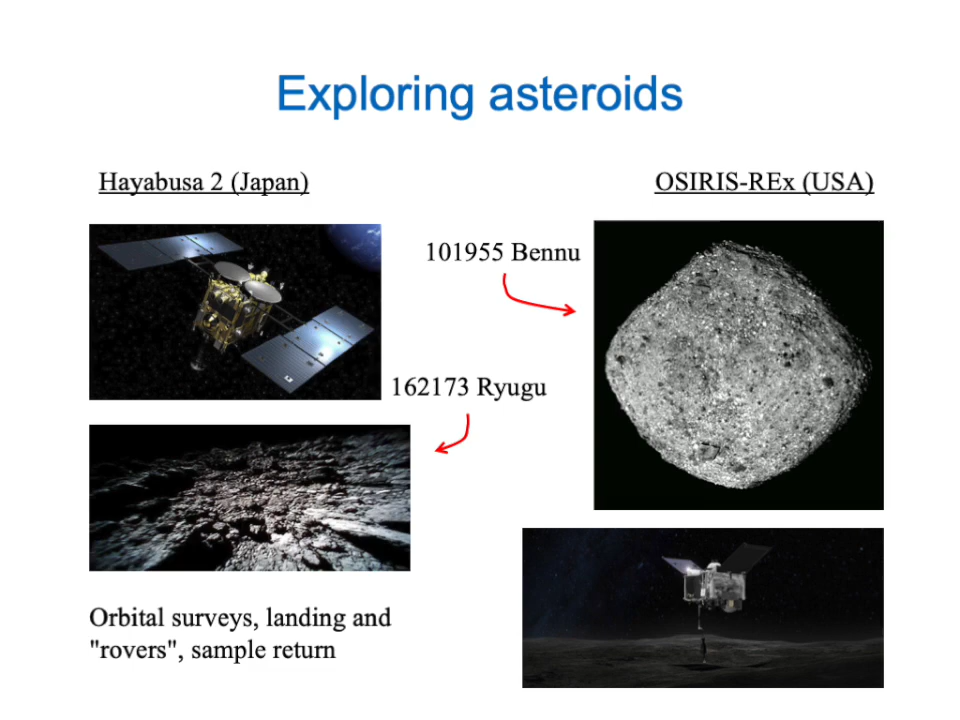 Exploring asteroids
Hayabusa 2 (Japan)
OSIRIS-REx (USA)
101955 Bennu
162173 Ryugu
Orbital surveys, landing and
"rovers", sample return